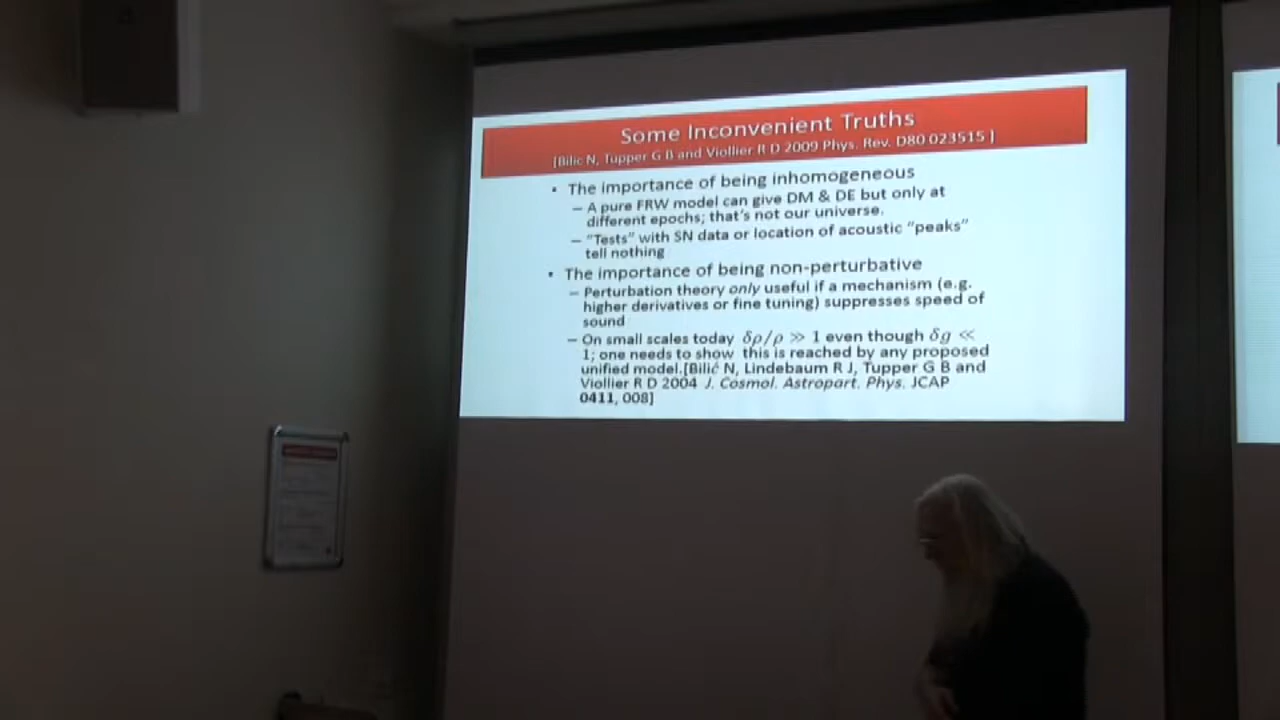 Some Inconvenient Truths
[Bilic N, Tupper G B and Viollier R D 2009 Phys. Rev. D80 023515 ]
• The importance of being inhomogeneous
– A pure FRW model can give DM & DE but only at
different epochs; that's not our universe.
– "Tests" with SN data or location of acoustic "peaks"
tell nothing
• The importance of being non-perturbative
– Perturbation theory only useful if a mechanism (e.g.
higher derivatives or fine tuning) suppresses speed of
sound
– On small scales today δρ/ρ ≫ 1 even though δg ≪
1; one needs to show this is reached by any proposed
unified model.[Bilić N, Lindebaum R J, Tupper G B and
Viollier R D 2004 J. Cosmol. Astropart. Phys. JCAP
0411, 008]